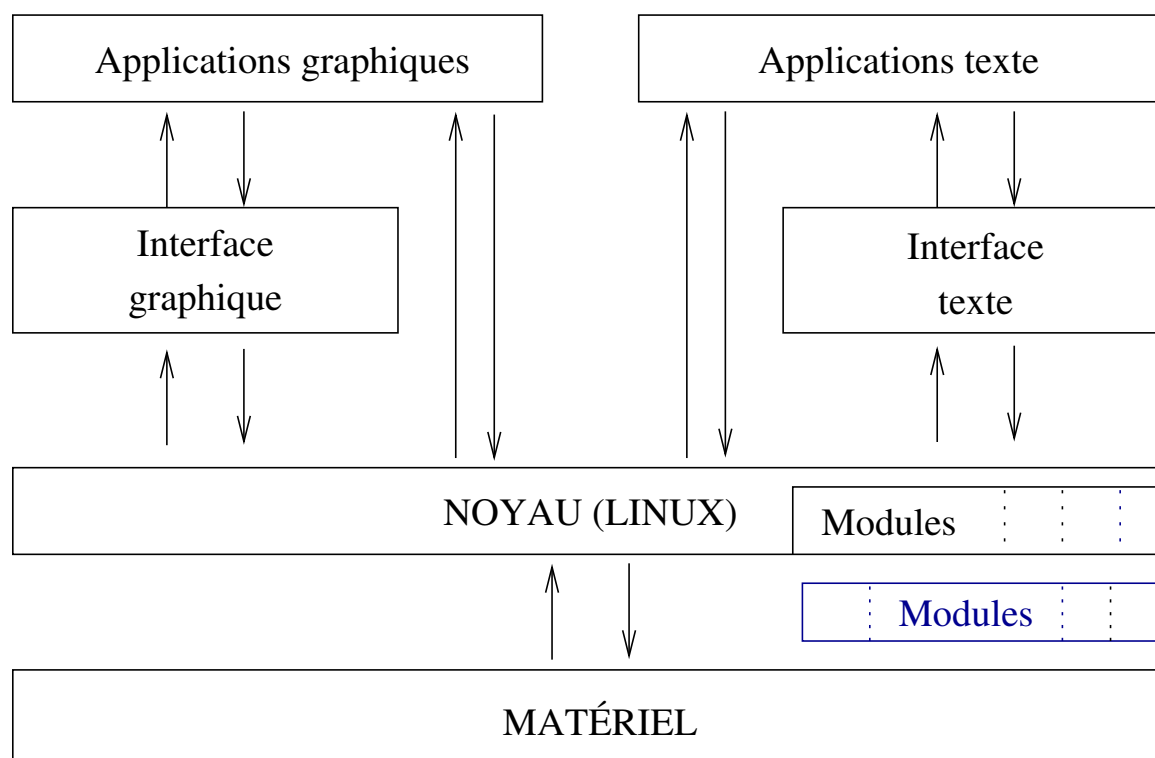 Applications graphiques
Applications texte
Interface
graphique
Interface
texte
NOYAU (LINUX)
Modules
Modules
MATÉRIEL